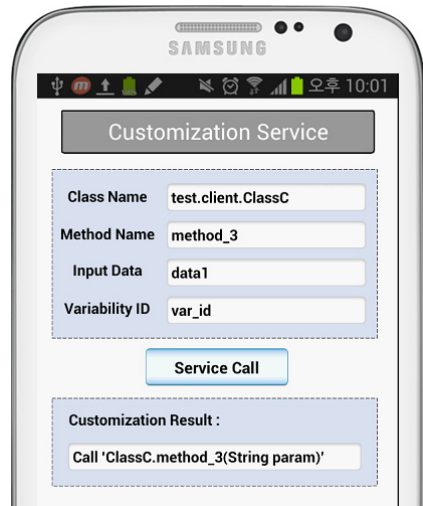 SAMSUNG
오후 10:01
Customization Service
Class Name test.client.ClassC
Method Name method_3
Input Data data1
Variability ID var_id
Service Call
Customization Result :
Call 'ClassC.method_3(String param)'